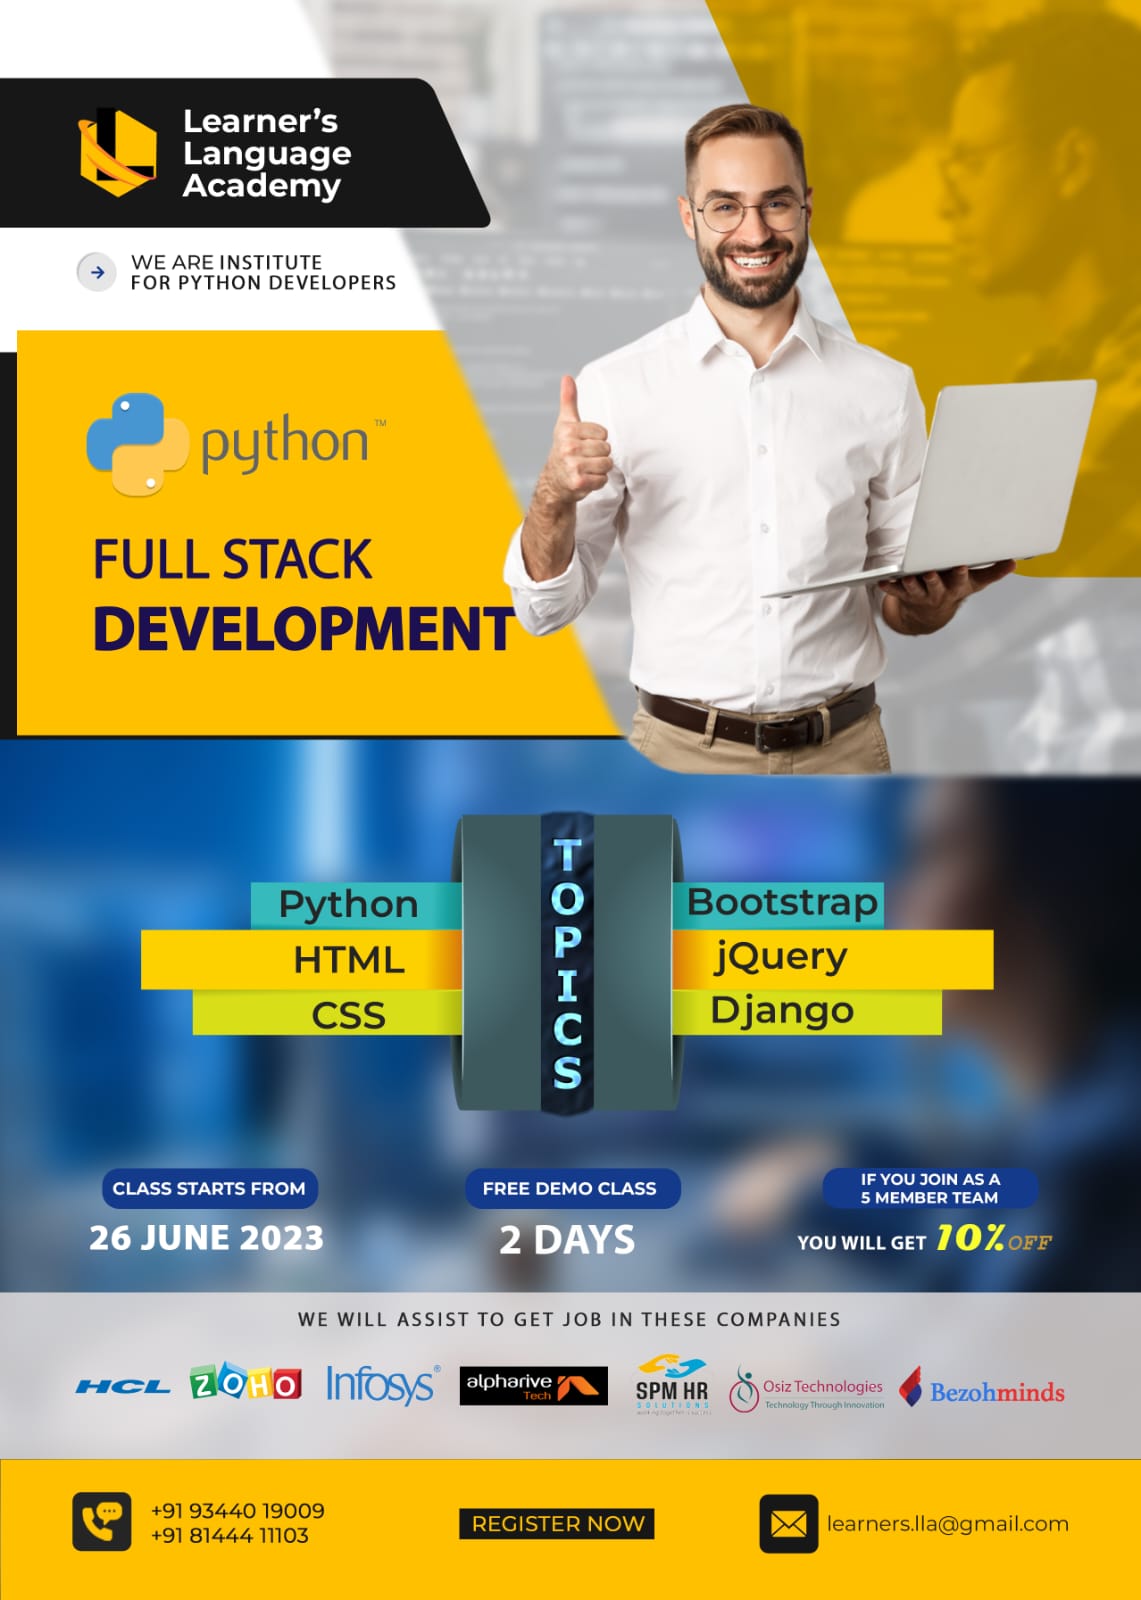 Learner's
Language
Academy
WE ARE INSTITUTE
FOR PYTHON DEVELOPERS
python™
FULL STACK
DEVELOPMENT
TOPICS
Python
HTML
CSS
Bootstrap
jQuery
Django
CLASS STARTS FROM
26 JUNE 2023
FREE DEMO CLASS
2 DAYS
IF YOU JOIN AS A
5 MEMBER TEAM
YOU WILL GET 10% OFF
WE WILL ASSIST TO GET JOB IN THESE COMPANIES
HCL
ZOHO
Infosys®
alpharive
Tech
SPM HR
SOLUTIONS
Osiz Technologies
Technology Through Innovation
Bezohminds
+91 93440 19009
+91 81444 11103
REGISTER NOW
learners.lla@gmail.com